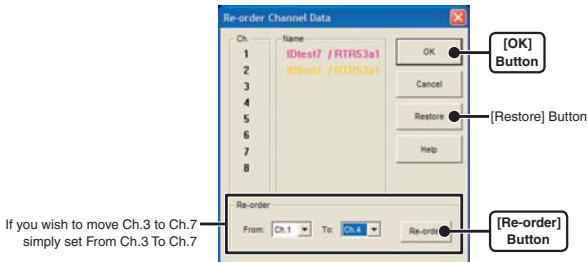 Re-order Channel Data
Ch. Name
1 IDtest7 / RTR53a1
2 IDtest7 / RTR53a1
3
4
5
6
7
8
OK
Cancel
Restore
Help
[OK]
Button
[Restore] Button
Re-order
From: Ch.1 To: Ch.4 Re-order
If you wish to move Ch.3 to Ch.7
simply set From Ch.3 To Ch.7
[Re-order]
Button